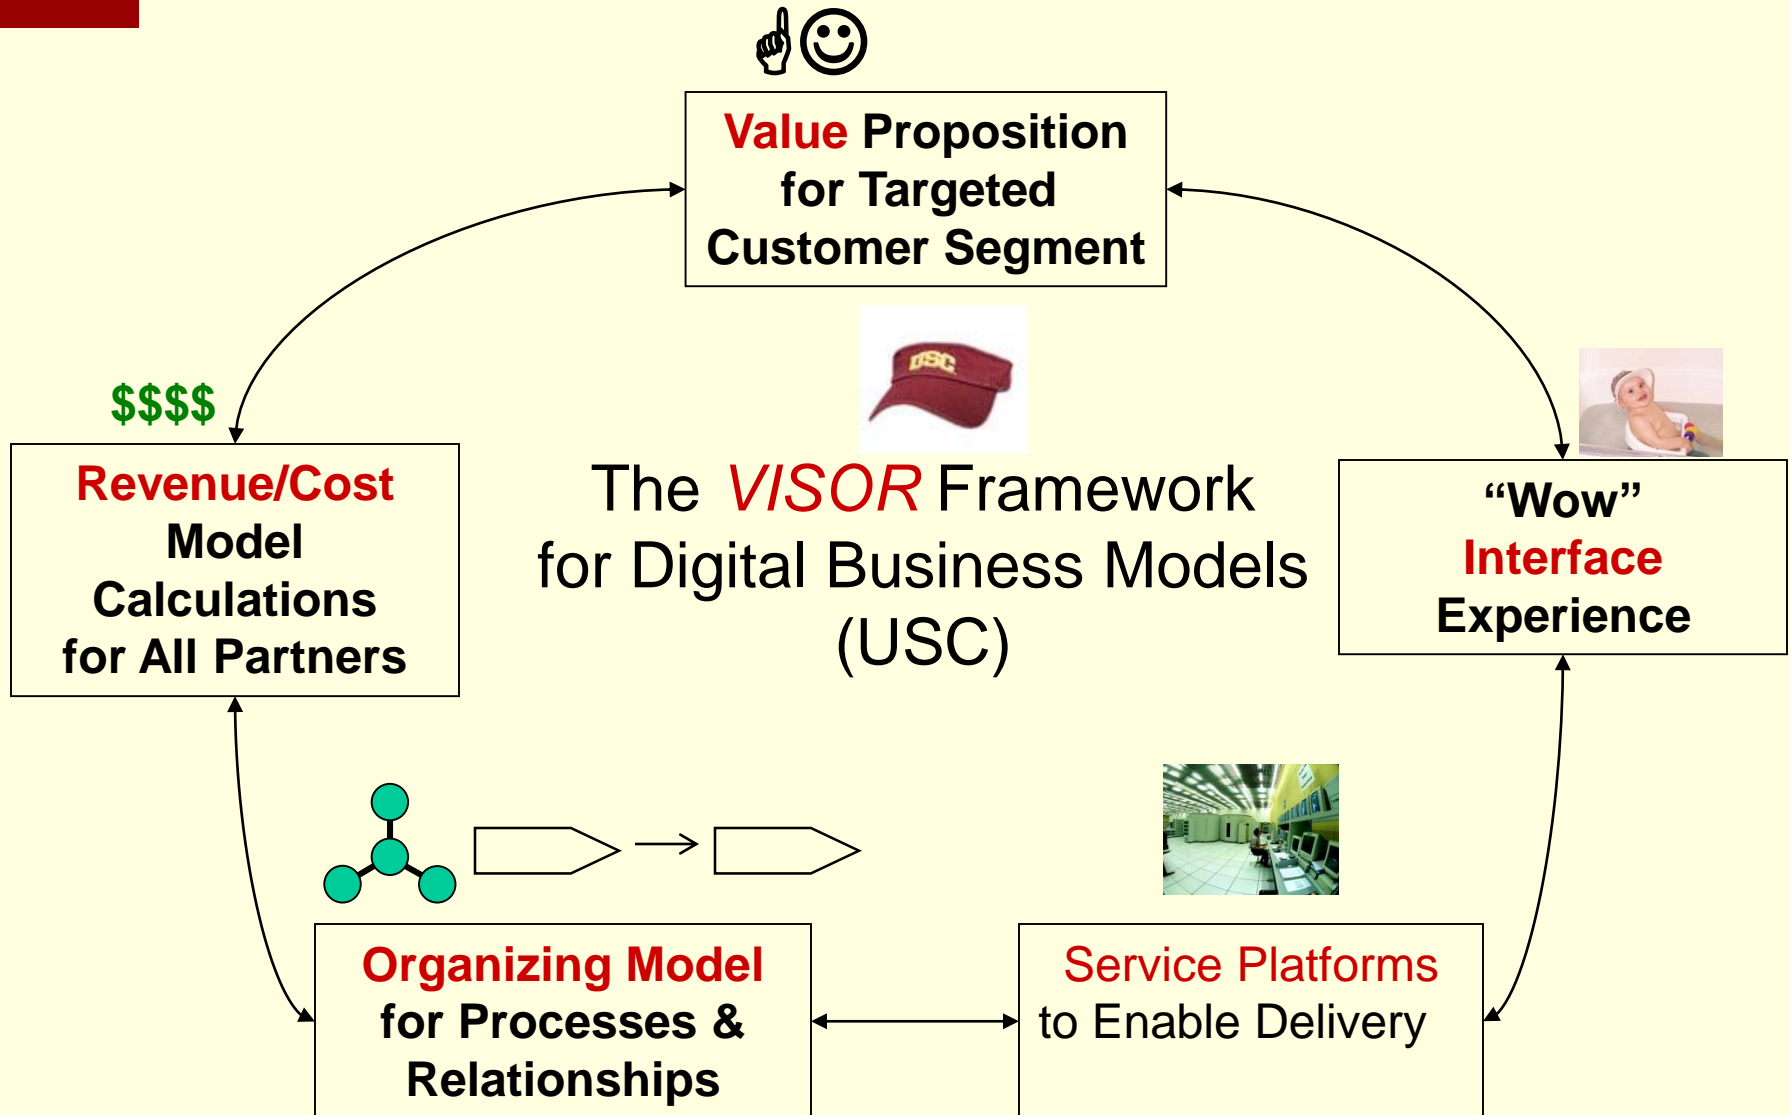 Value Proposition
for Targeted
Customer Segment
USC
$$$$
Revenue/Cost
Model
Calculations
for All Partners
The VISOR Framework
for Digital Business Models
(USC)
“Wow”
Interface
Experience
Organizing Model
for Processes &
Relationships
Service Platforms
to Enable Delivery